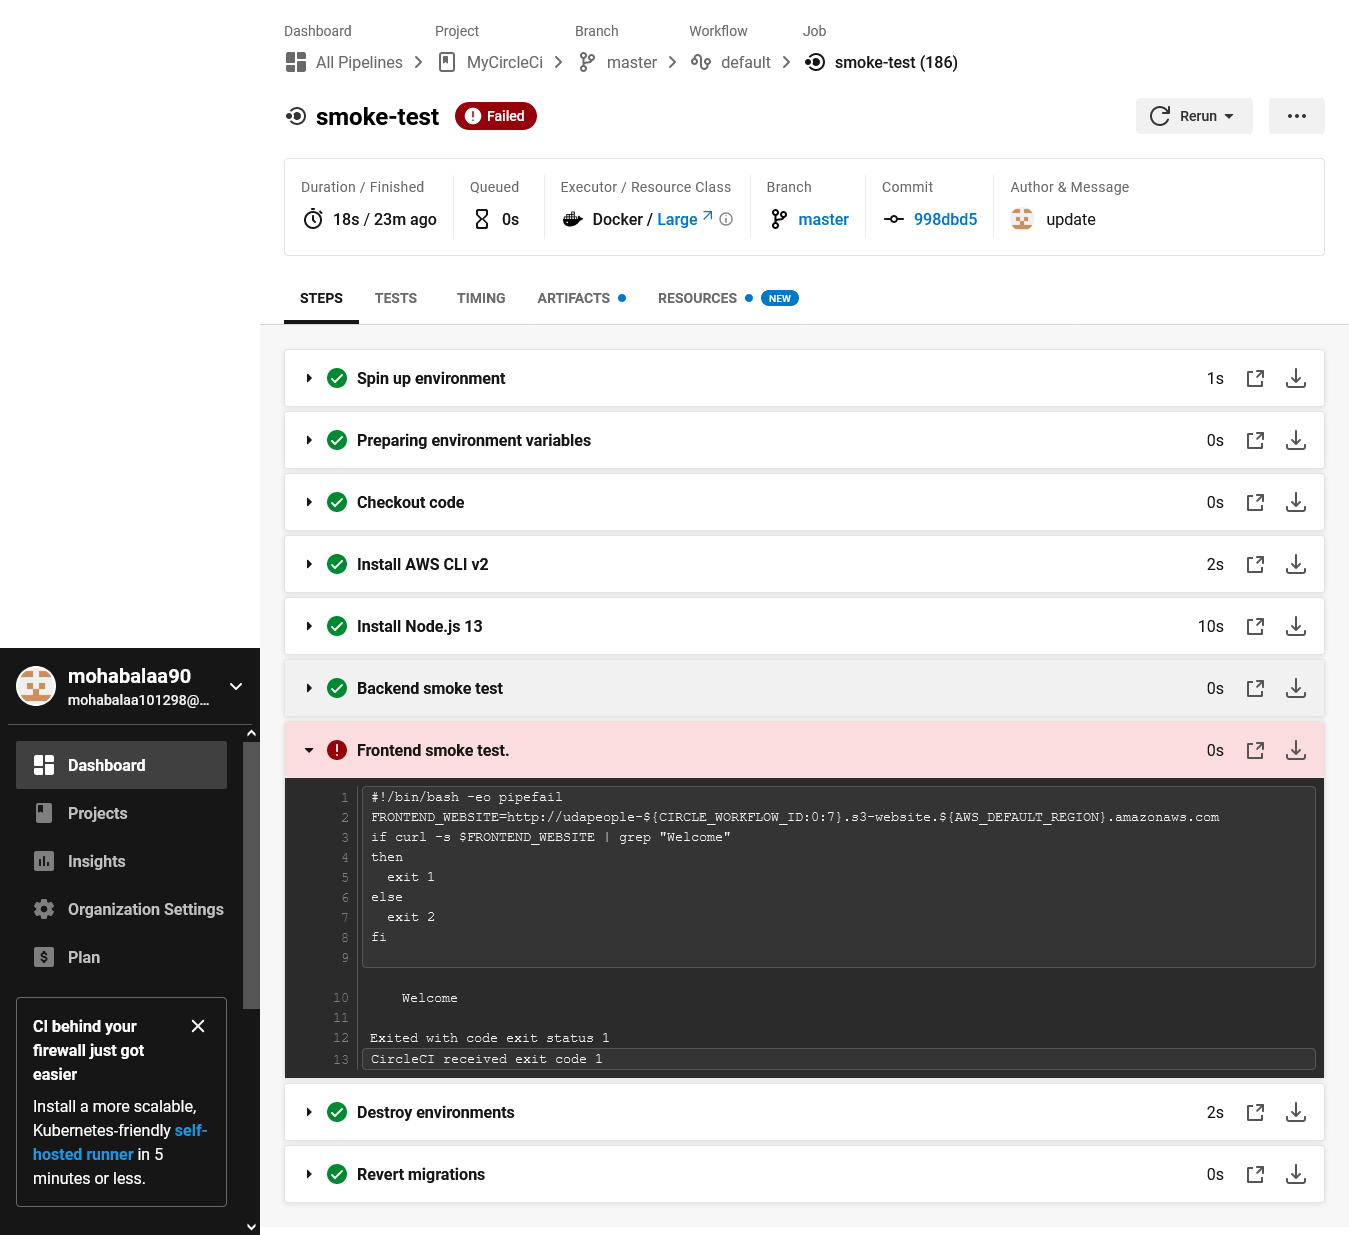 Dashboard Project Branch Workflow Job
All Pipelines MyCircleCi master default smoke-test (186)
smoke-test Failed Rerun
Duration / Finished Queued Executor / Resource Class Branch Commit Author & Message
18s / 23m ago 0s Docker / Large master 998dbd5 update
STEPS TESTS TIMING ARTIFACTS RESOURCES NEW
Spin up environment 1s
Preparing environment variables 0s
Checkout code 0s
Install AWS CLI v2 2s
Install Node.js 13 10s
Backend smoke test 0s
Frontend smoke test. 0s
1 #!/bin/bash -eo pipefail
2 FRONTEND_WEBSITE=http://udapeople-${CIRCLE_WORKFLOW_ID:0:7}.s3-website.${AWS_DEFAULT_REGION}.amazonaws.com
3 if curl -s $FRONTEND_WEBSITE | grep "Welcome"
4 then
5   exit 1
6 else
7   exit 2
8 fi
9
10     Welcome
11
12 Exited with code exit status 1
13 CircleCI received exit code 1
Destroy environments 2s
Revert migrations 0s
mohabalaa90
mohabalaa101298@...
Dashboard
Projects
Insights
Organization Settings
Plan
CI behind your
firewall just got
easier
Install a more scalable,
Kubernetes-friendly self-
hosted runner in 5
minutes or less.